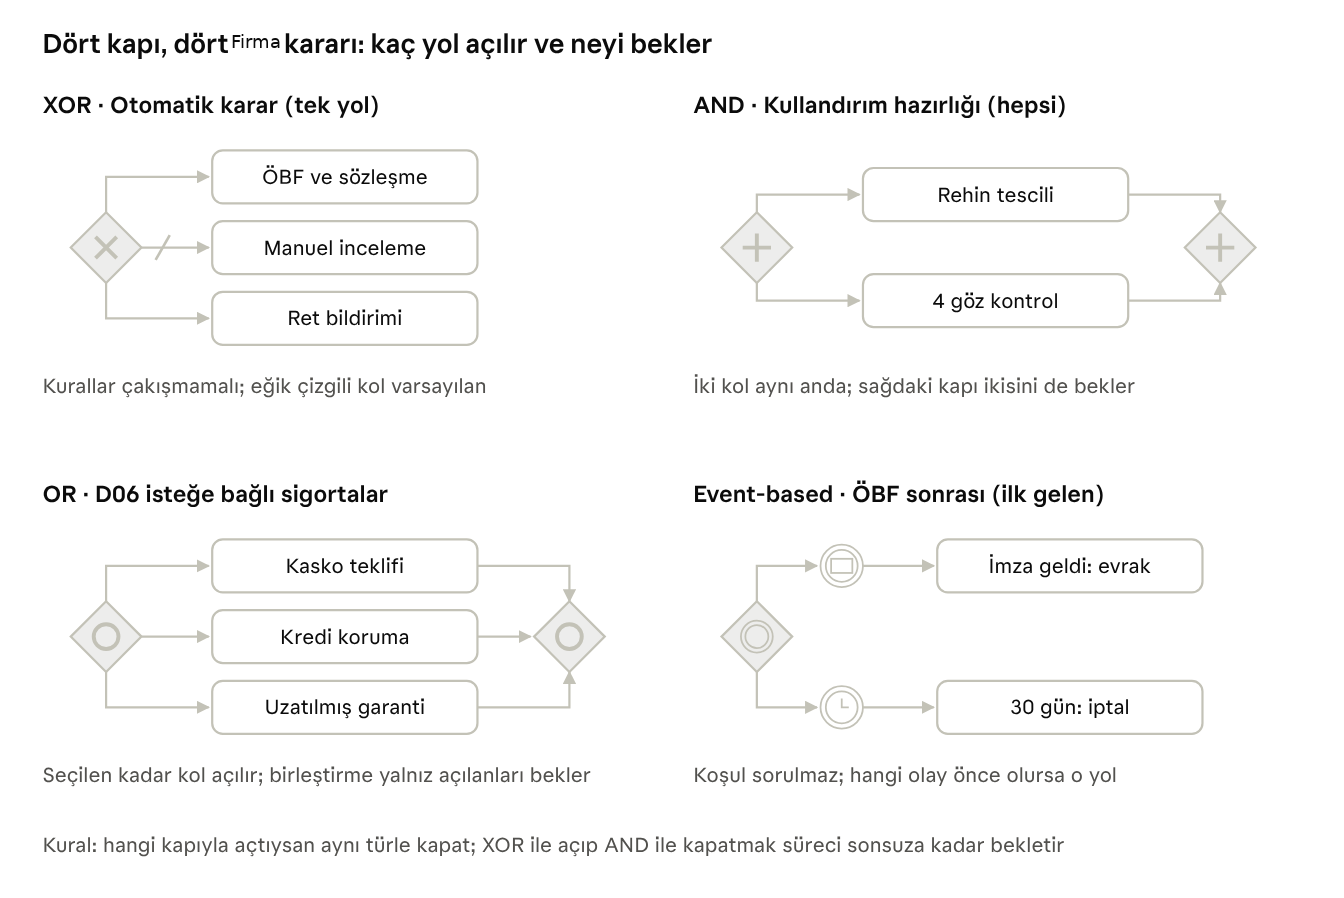 Dört kapı, dört Firma kararı: kaç yol açılır ve neyi bekler
XOR · Otomatik karar (tek yol)
ÖBF ve sözleşme
Manuel inceleme
Ret bildirimi
Kurallar çakışmamalı; eğik çizgili kol varsayılan
AND · Kullandırım hazırlığı (hepsi)
Rehin tescili
4 göz kontrol
İki kol aynı anda; sağdaki kapı ikisini de bekler
OR · D06 isteğe bağlı sigortalar
Kasko teklifi
Kredi koruma
Uzatılmış garanti
Seçilen kadar kol açılır; birleştirme yalnız açılanları bekler
Event-based · ÖBF sonrası (ilk gelen)
İmza geldi: evrak
30 gün: iptal
Koşul sorulmaz; hangi olay önce olursa o yol
Kural: hangi kapıyla açtıysan aynı türle kapat; XOR ile açıp AND ile kapatmak süreci sonsuza kadar bekletir